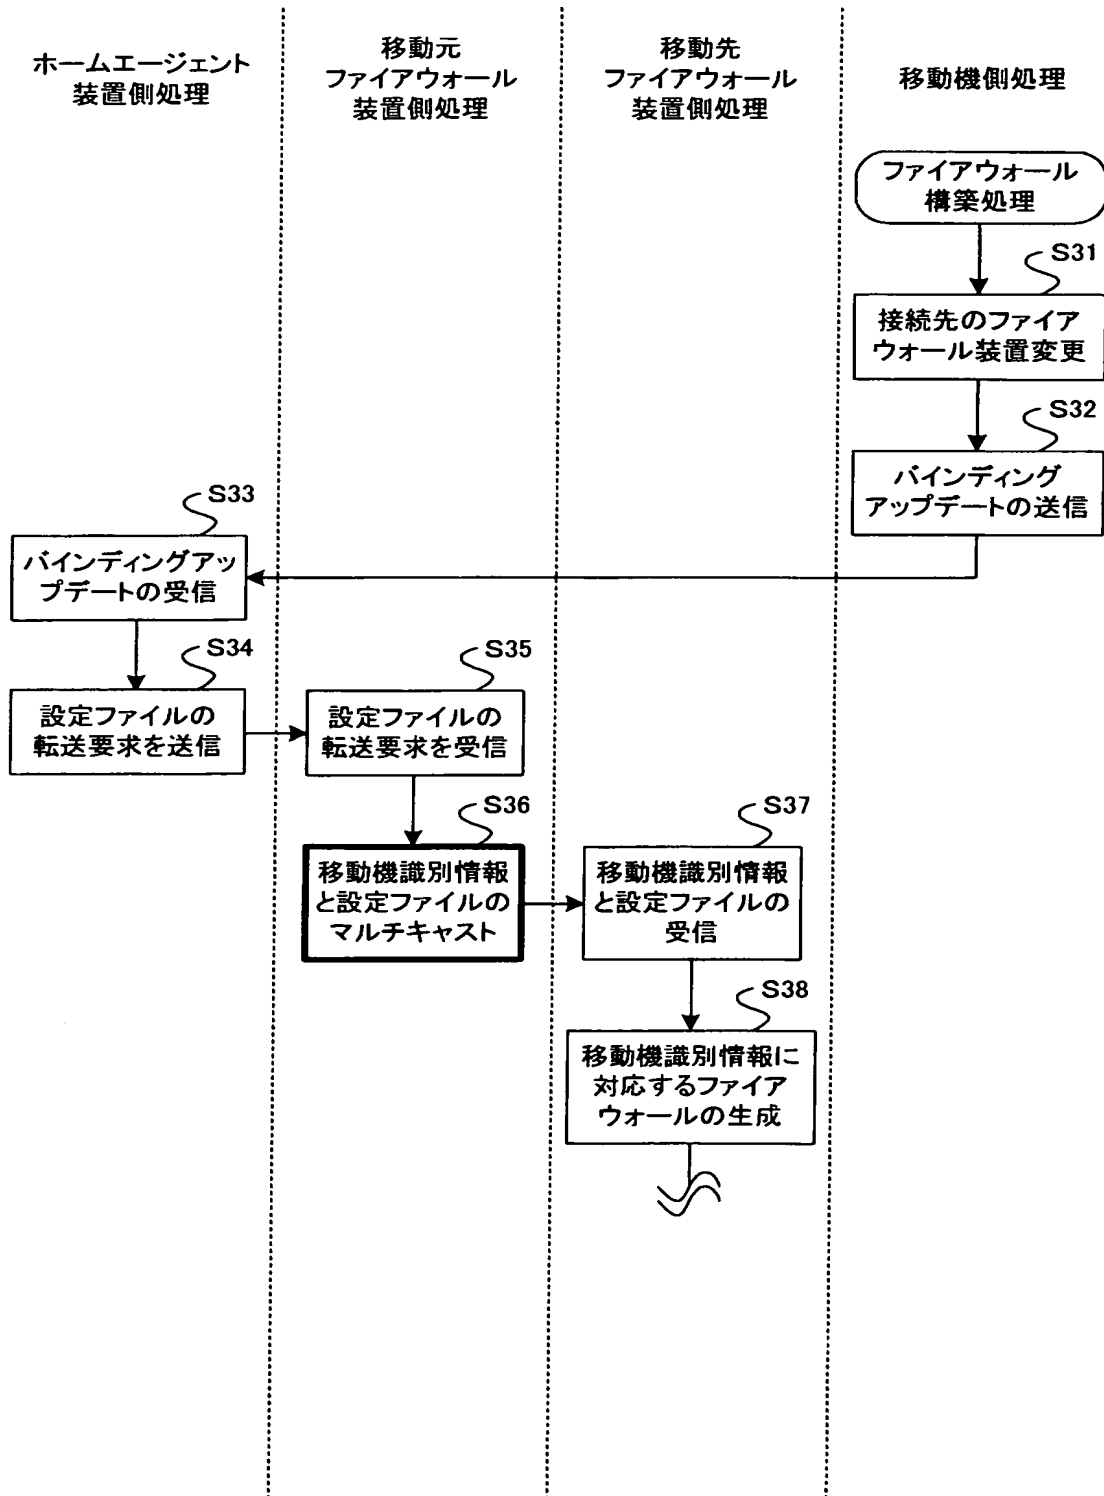 ホームエージェント
装置側処理
移動元
ファイアウォール
装置側処理
移動先
ファイアウォール
装置側処理
移動機側処理
ファイアウォール
構築処理
S31
接続先のファイア
ウォール装置変更
S32
バインディング
アップデートの送信
S33
バインディングアッ
プデートの受信
S34
設定ファイルの
転送要求を送信
S35
設定ファイルの
転送要求を受信
S36
移動機識別情報
と設定ファイルの
マルチキャスト
S37
移動機識別情報
と設定ファイルの
受信
S38
移動機識別情報に
対応するファイア
ウォールの生成